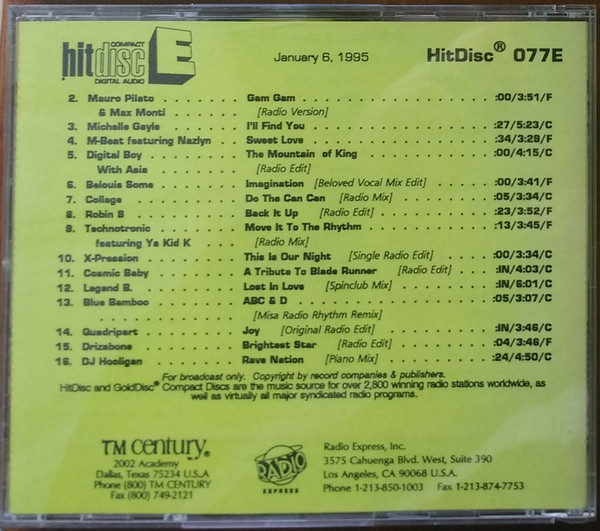 COMPACT
hitdisc E
DIGITAL AUDIO
January 6, 1995
HitDisc® 077E
2. Mauro Pilato . . . . . . . Gam Gam . . . . . . . . . . . . . . . . . . . . . :00/3:51/F
& Max Monti . . . . . . . [Radio Version]
3. Michelle Gayle . . . . . . I'll Find You . . . . . . . . . . . . . . . . . . . :27/5:23/C
4. M-Beat featuring Nazlyn . . Sweet Love . . . . . . . . . . . . . . . . . . . :34/3:28/F
5. Digital Boy . . . . . . . . The Mountain of King . . . . . . . . . . . . :00/4:15/C
With Asia . . . . . . . . [Radio Edit]
6. Belouis Some . . . . . . . Imagination [Beloved Vocal Mix Edit] . . . . . . :00/3:41/F
7. Collage . . . . . . . . . . Do The Can Can [Radio Mix] . . . . . . . . :05/3:34/C
8. Robin S . . . . . . . . . . Back It Up [Radio Edit] . . . . . . . . . . . :23/3:52/F
9. Technotronic . . . . . . . Move It To The Rhythm . . . . . . . . . . . :13/3:45/F
featuring Ya Kid K . . . [Radio Mix]
10. X-Pression . . . . . . . . This Is Our Night [Single Radio Edit] . . . . . :00/3:34/C
11. Cosmic Baby . . . . . . . A Tribute To Blade Runner [Radio Edit] . . . :IN/4:03/C
12. Legend B. . . . . . . . . Lost In Love [Spinclub Mix] . . . . . . . . . :IN/6:01/C
13. Blue Bamboo . . . . . . . ABC & D . . . . . . . . . . . . . . . . . . . :05/3:07/C
. . . . . . . . . . . . . . [Misa Radio Rhythm Remix]
14. Quadripart . . . . . . . . Joy [Original Radio Edit] . . . . . . . . . . :IN/3:46/C
15. Drizabone . . . . . . . . Brightest Star [Radio Edit] . . . . . . . . . :04/3:46/F
16. DJ Hooligan . . . . . . . Rave Nation [Piano Mix] . . . . . . . . . . :24/4:50/C
For broadcast only. Copyright by record companies & publishers.
HitDisc and GoldDisc® Compact Discs are the music source for over 2,800 winning radio stations worldwide, as
well as virtually all major syndicated radio programs.
TM century®
2002 Academy
Dallas, Texas 75234 U.S.A
Phone (800) TM CENTURY
Fax (800) 749-2121
RADIO
EXPRESS
Radio Express, Inc.
3575 Cahuenga Blvd. West, Suite 390
Los Angeles, CA 90068 U.S.A.
Phone 1-213-850-1003 Fax 1-213-874-7753